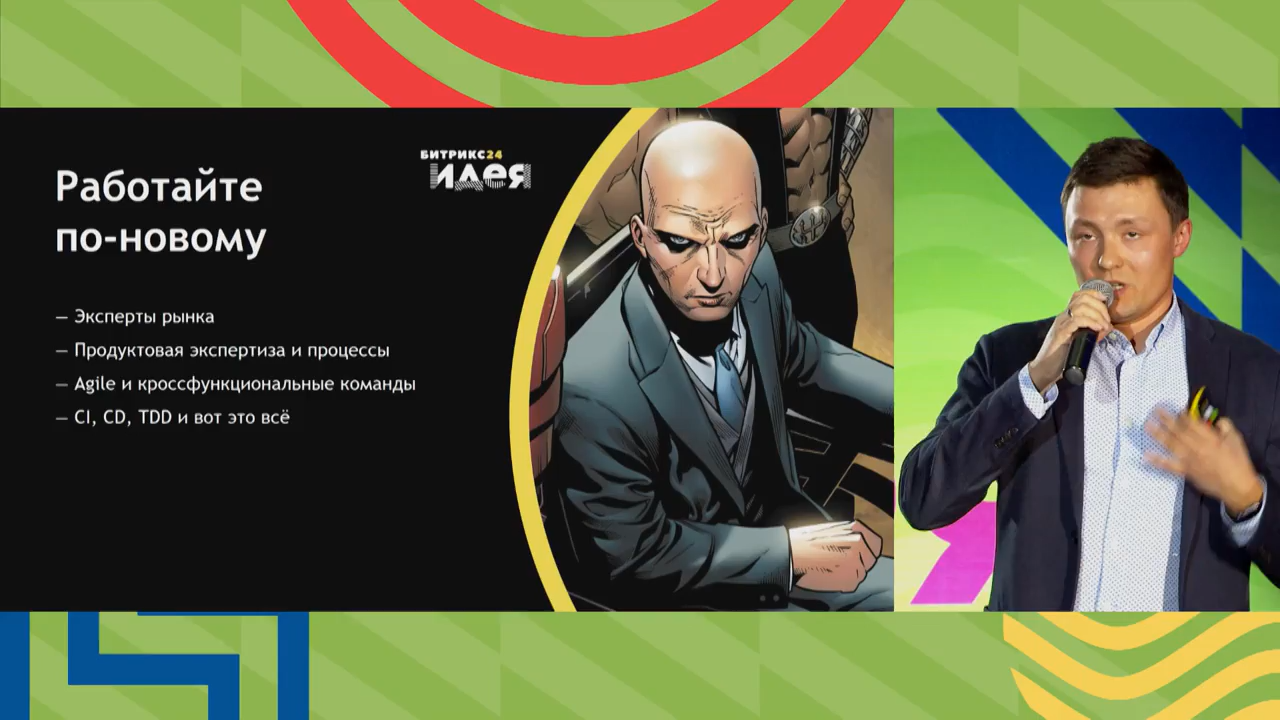 Работайте
по-новому
БИТРИКС24
идея
— Эксперты рынка
— Продуктовая экспертиза и процессы
— Agile и кроссфункциональные команды
— CI, CD, TDD и вот это всё